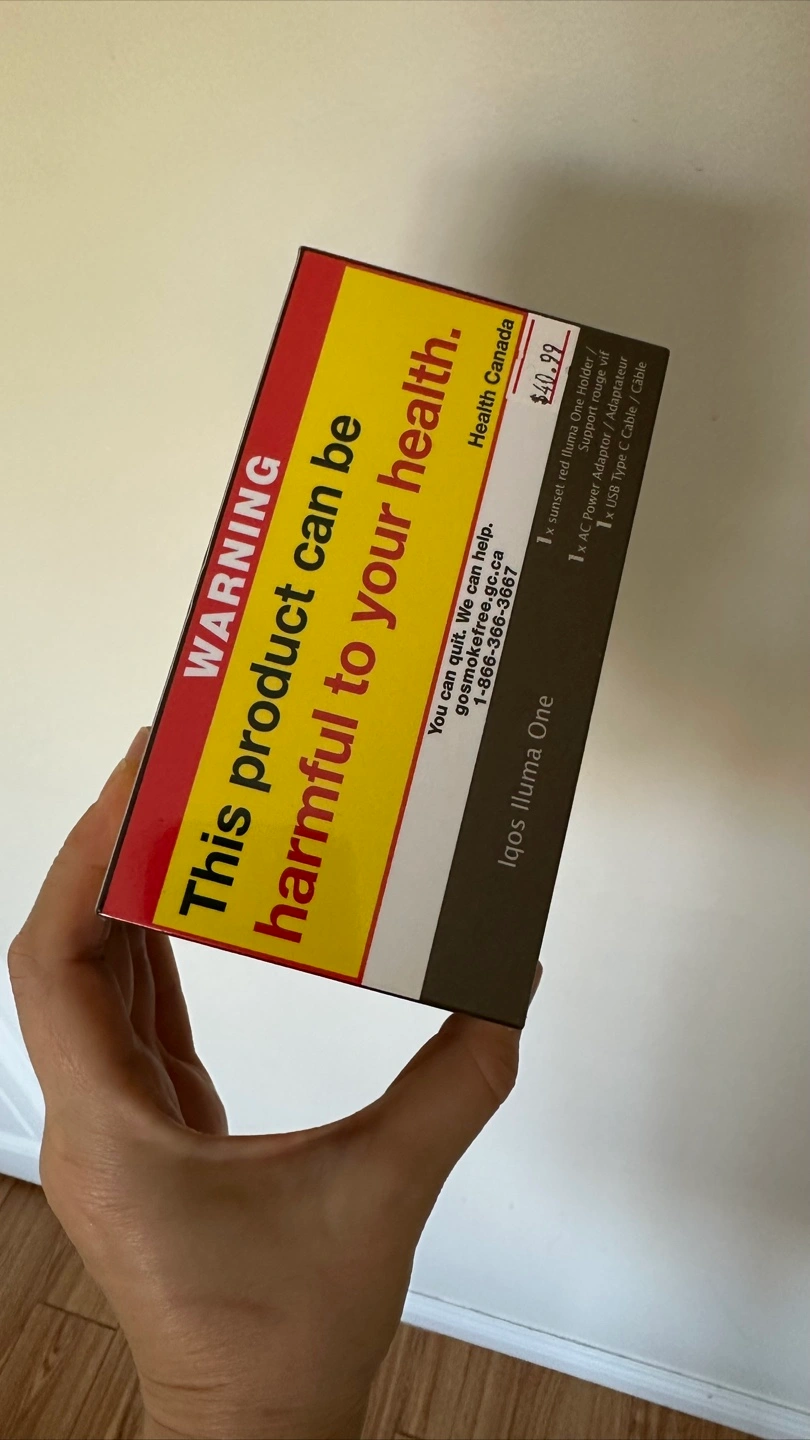 WARNING
This product can be
harmful to your health.
Health Canada
You can quit. We can help.
gosmokefree.gc.ca
1-866-366-3667
$40.99
Iqos Iluma One
1 x sunset red Iluma One Holder /
Support rouge vif
1 x AC Power Adaptor / Adaptateur
1 x USB Type C Cable / Câble